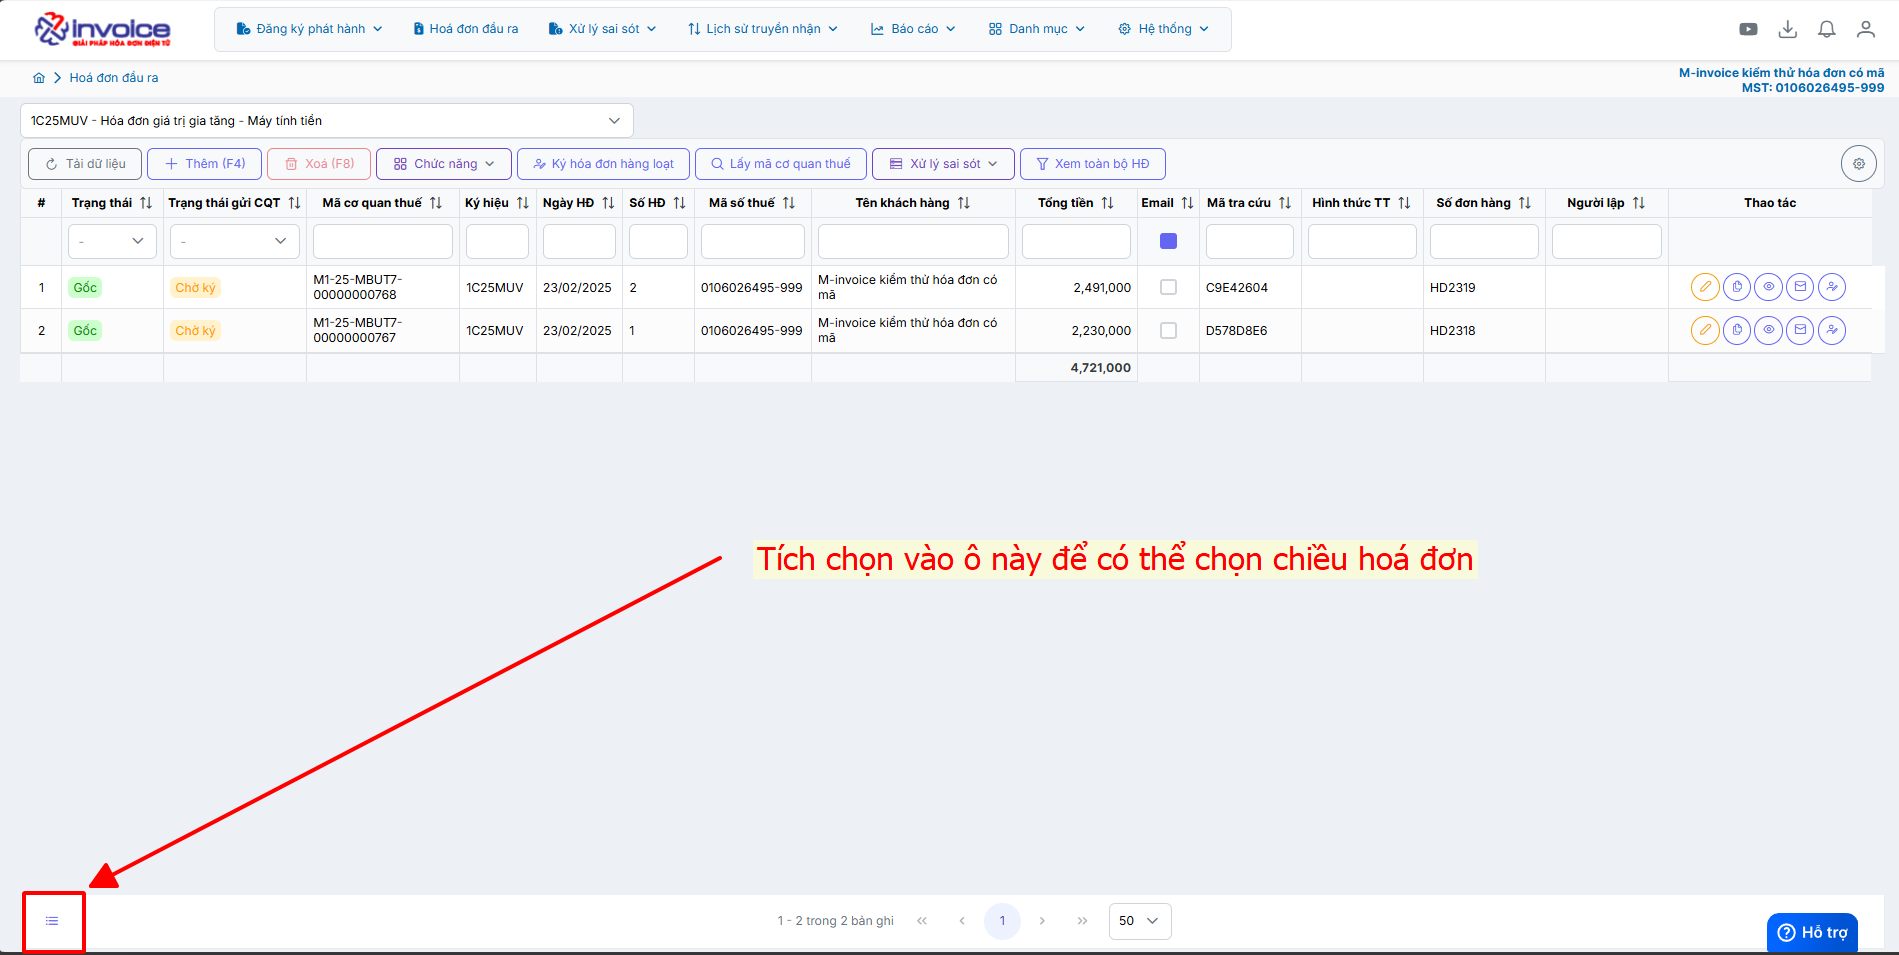 invoice
GIẢI PHÁP HÓA ĐƠN ĐIỆN TỬ
Đăng ký phát hành
Hoá đơn đầu ra
Xử lý sai sót
Lịch sử truyền nhận
Báo cáo
Danh mục
Hệ thống
Hoá đơn đầu ra
M-invoice kiểm thử hóa đơn có mã
MST: 0106026495-999
1C25MUV - Hóa đơn giá trị gia tăng - Máy tính tiền
Tải dữ liệu
Thêm (F4)
Xoá (F8)
Chức năng
Ký hóa đơn hàng loạt
Lấy mã cơ quan thuế
Xử lý sai sót
Xem toàn bộ HĐ
# Trạng thái Trạng thái gửi CQT Mã cơ quan thuế Ký hiệu Ngày HĐ Số HĐ Mã số thuế Tên khách hàng Tổng tiền Email Mã tra cứu Hình thức TT Số đơn hàng Người lập Thao tác
- -
1 Gốc Chờ ký M1-25-MBUT7-00000000768 1C25MUV 23/02/2025 2 0106026495-999 M-invoice kiểm thử hóa đơn có mã 2,491,000 C9E42604 HD2319
2 Gốc Chờ ký M1-25-MBUT7-00000000767 1C25MUV 23/02/2025 1 0106026495-999 M-invoice kiểm thử hóa đơn có mã 2,230,000 D578D8E6 HD2318
4,721,000
Tích chọn vào ô này để có thể chọn chiều hoá đơn
1 - 2 trong 2 bản ghi
1
50
Hỗ trợ